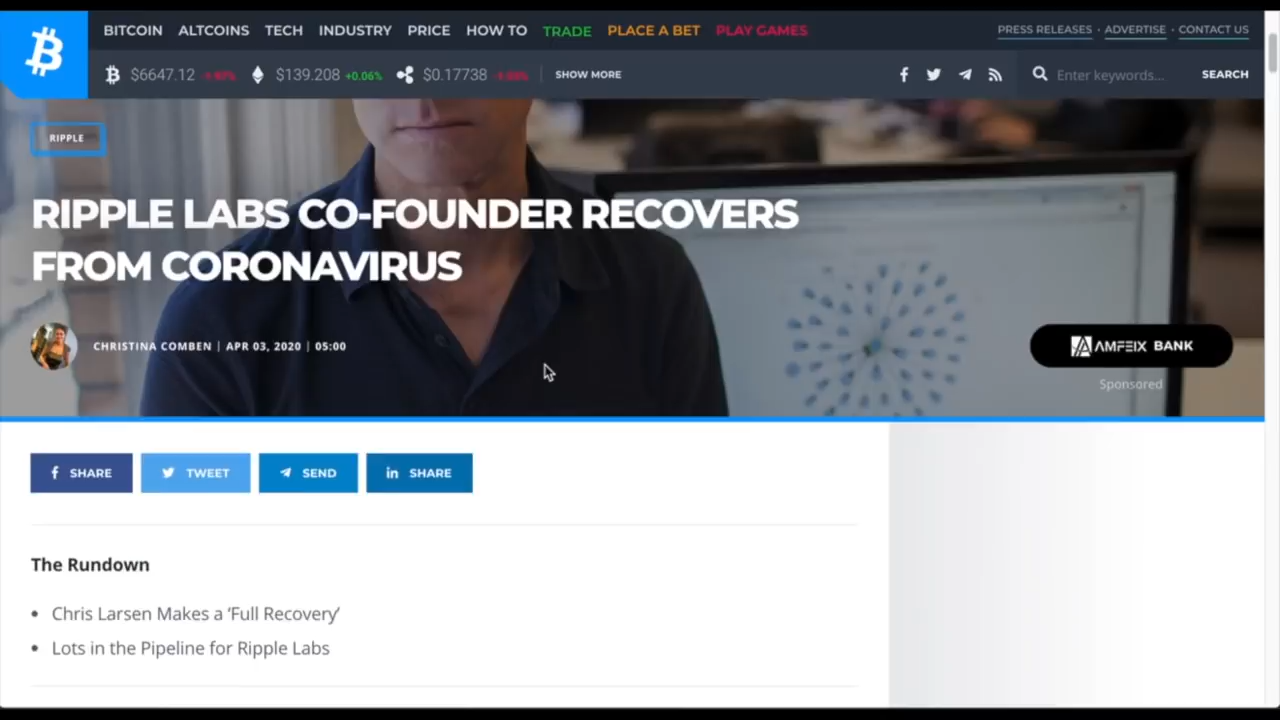 BITCOIN ALTCOINS TECH INDUSTRY PRICE HOW TO TRADE PLACE A BET PLAY GAMES PRESS RELEASES · ADVERTISE · CONTACT US
$6647.12 $139.208 +0.06% $0.17738 SHOW MORE Enter keywords... SEARCH
RIPPLE
RIPPLE LABS CO-FOUNDER RECOVERS
FROM CORONAVIRUS
CHRISTINA COMBEN | APR 03, 2020 | 05:00
AMFEIX BANK
Sponsored
SHARE TWEET SEND in SHARE
The Rundown
• Chris Larsen Makes a ‘Full Recovery’
• Lots in the Pipeline for Ripple Labs